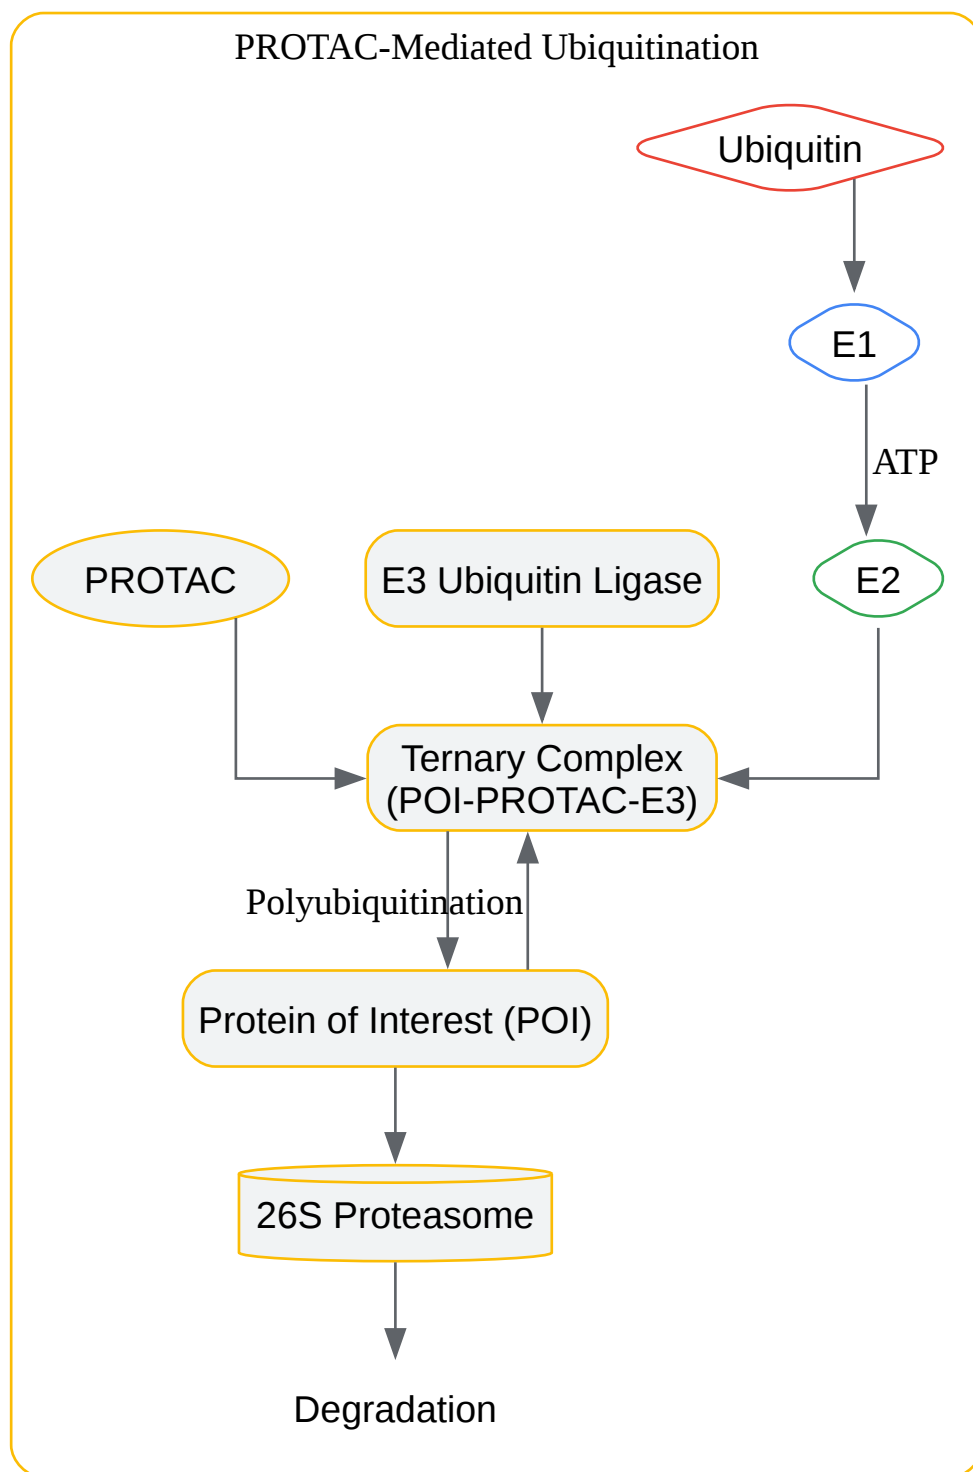 PROTAC-Mediated Ubiquitination
Ubiquitin
E1
ATP
PROTAC
E3 Ubiquitin Ligase
E2
Ternary Complex
(POI-PROTAC-E3)
Polyubiquitination
Protein of Interest (POI)
26S Proteasome
Degradation